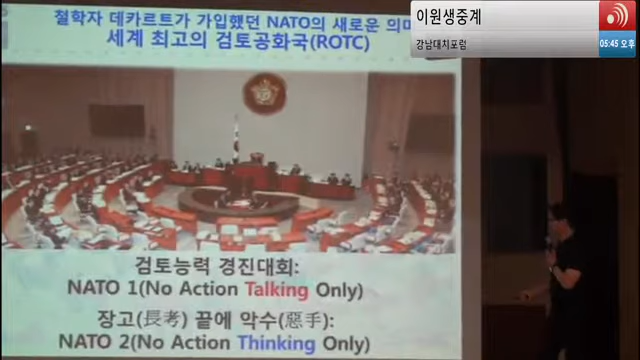 철학자 데카르트가 가입했던 NATO의 새로운 의미
세계 최고의 검토공화국(ROTC)
검토능력 경진대회:
NATO 1(No Action Talking Only)
장고(長考) 끝에 악수(惡手):
NATO 2(No Action Thinking Only)
이원생중계
강남대치포럼
05:45 오후